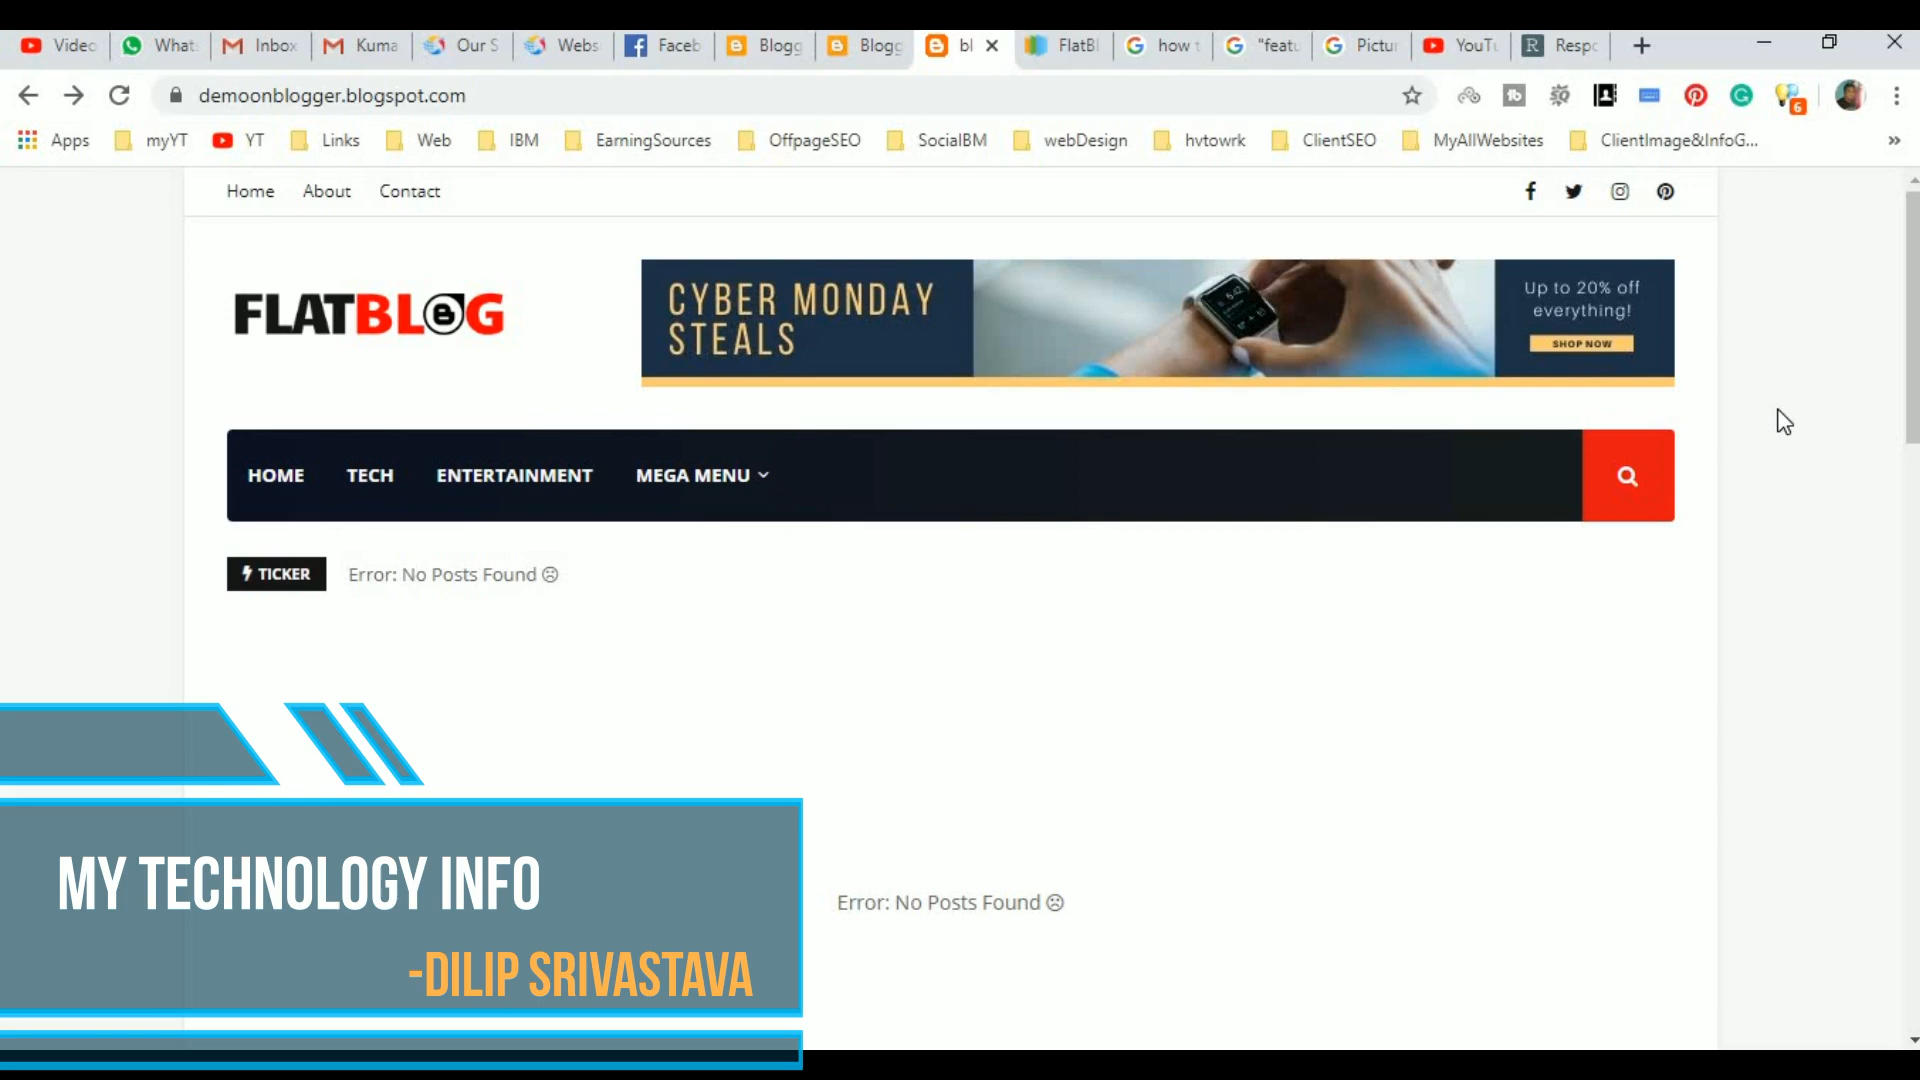 Video What: Inbox Kuma Our S Webs Faceb Blogg Blogg bl FlatBl how t "featu Pictur YouTu Respo
demoonblogger.blogspot.com
6
Apps myYT YT Links Web IBM EarningSources OffpageSEO SocialBM webDesign hvtowrk ClientSEO MyAllWebsites ClientImage&InfoG... »
Home About Contact
FLATBLOG
CYBER MONDAY
STEALS
Up to 20% off
everything!
SHOP NOW
HOME TECH ENTERTAINMENT MEGA MENU
TICKER Error: No Posts Found ☹
MY TECHNOLOGY INFO
Error: No Posts Found ☹
-DILIP SRIVASTAVA